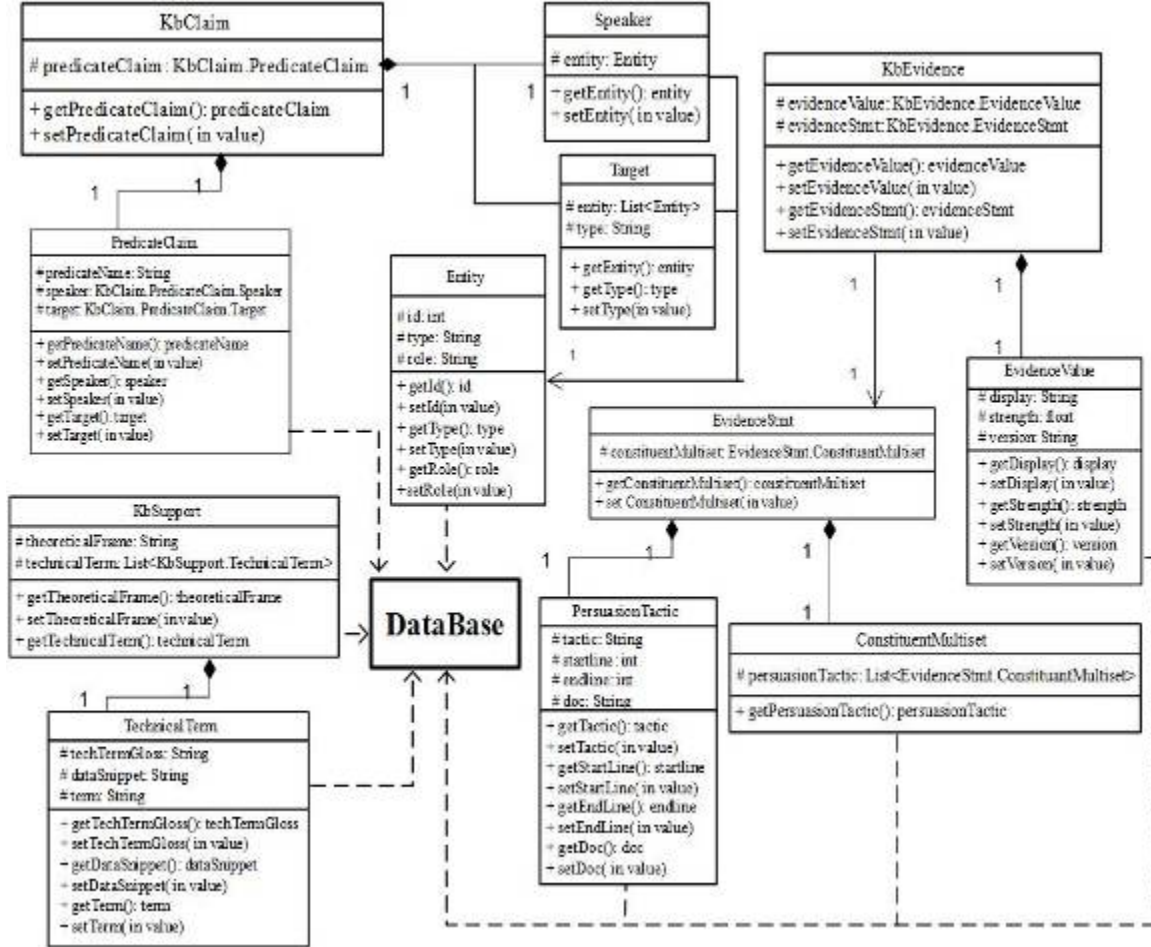 KbClaim
# predicateClaim : KbClaim.PredicateClaim
+ getPredicateClaim(): predicateClaim
+ setPredicateClaim( in value)
1
1
1
1
Speaker
# entity: Entity
+ getEntity(): entity
+ setEntity( in value)
Target
# entity: List<Entity>
# type: String
+ getEntity(): entity
+ getType(): type
+ setType(in value)
1
KbEvidence
# evidenceValue: KbEvidence.EvidenceValue
# evidenceStmt: KbEvidence.EvidenceStmt
+ getEvidenceValue(): evidenceValue
+ setEvidenceValue( in value)
+ getEvidenceStmt(): evidenceStmt
+ setEvidenceStmt( in value)
1
1
1
1
PredicateClaim
# predicateName: String
# speaker: KbClaim.PredicateClaim.Speaker
# target: KbClaim. PredicateClaim.Target
+ getPredicateName(): predicateName
+ setPredicateName( in value)
+ getSpeaker(): speaker
+ setSpeaker( in value)
+ getTarget(): target
+ setTarget( in value)
Entity
# id: int
# type: String
# role: String
+ getId(): id
+ setId(in value)
+ getType(): type
+ setType(in value)
+ getRole(): role
+setRole(in value)
EvidenceStmt
# constituentMultiset: EvidenceStmt.ConstituantMultiset
+ getConstituentMultiset(): constituentMultiset
+ set ConstituentMultiset( in value)
1
1
1
1
EvidenceValue
# display: String
# strength: float
# version: String
+ getDisplay(): display
+ setDisplay( in value)
+ getStrength(): strength
+ setStrength( in value)
+ getVersion(): version
+ setVersion( in value)
KbSupport
# theoreticalFrame: String
# technicalTerm: List<KbSupport.TechnicalTerm>
+ getTheoreticalFrame(): theoreticalFrame
+ setTheoreticalFrame( in value)
+ getTechnicalTerm(): technicalTerm
1
1
DataBase
PersuasionTactic
# tactic: String
# startline: int
# endline: int
# doc: String
+ getTactic(): tactic
+ setTactic( in value)
+ getStartLine(): startline
+ setStartLine( in value)
+ getEndLine(): endline
+ setEndLine( in value)
+ getDoc(): doc
+ setDoc( in value)
ConstituentMultiset
# persuasionTactic: List<EvidenceStmt.ConstituantMultiset>
+ getPersuasionTactic(): persuasionTactic
TechnicalTerm
# techTermGloss: String
# dataSnippet: String
# term: String
+ getTechTermGloss(): techTermGloss
+ setTechTermGloss( in value)
+ getDataSnippet(): dataSnippet
+ setDataSnippet( in value)
+ getTerm(): term
+ setTerm( in value)